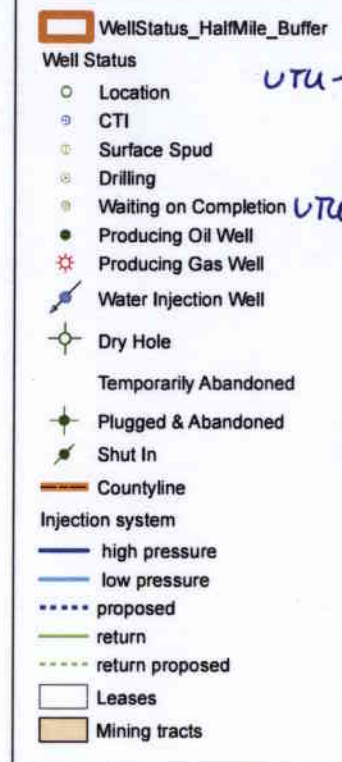 WellStatus_HalfMile_Buffer
Well Status
UTU-
Location
CTI
Surface Spud
Drilling
Waiting on Completion UTU
Producing Oil Well
Producing Gas Well
Water Injection Well
Dry Hole
Temporarily Abandoned
Plugged & Abandoned
Shut In
Countyline
Injection system
high pressure
low pressure
proposed
return
return proposed
Leases
Mining tracts